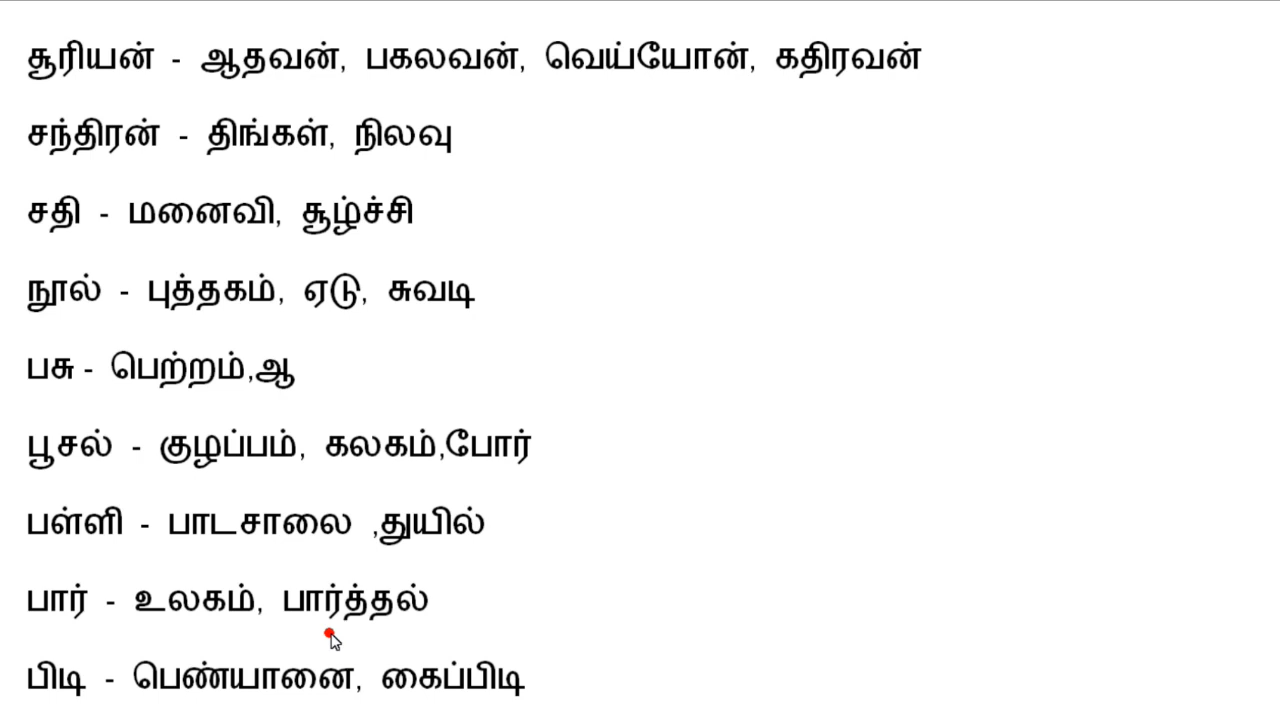 சூரியன் - ஆதவன், பகலவன், வெய்யோன், கதிரவன்
சந்திரன் - திங்கள், நிலவு
சதி - மனைவி, சூழ்ச்சி
நூல் - புத்தகம், ஏடு, சுவடி
பசு - பெற்றம்,ஆ
பூசல் - குழப்பம், கலகம்,போர்
பள்ளி - பாடசாலை ,துயில்
பார் - உலகம், பார்த்தல்
பிடி - பெண்யானை, கைப்பிடி